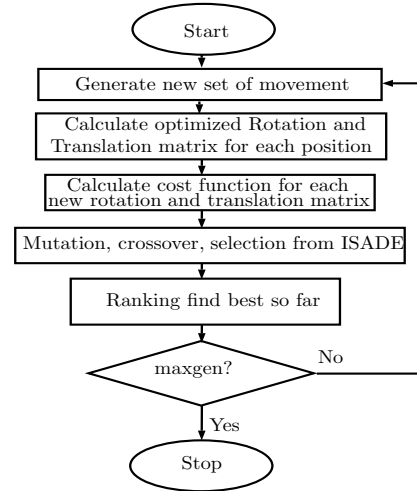 Start
Generate new set of movement
Calculate optimized Rotation and
Translation matrix for each position
Calculate cost function for each
new rotation and translation matrix
Mutation, crossover, selection from ISADE
Ranking find best so far
maxgen?
No
Yes
Stop